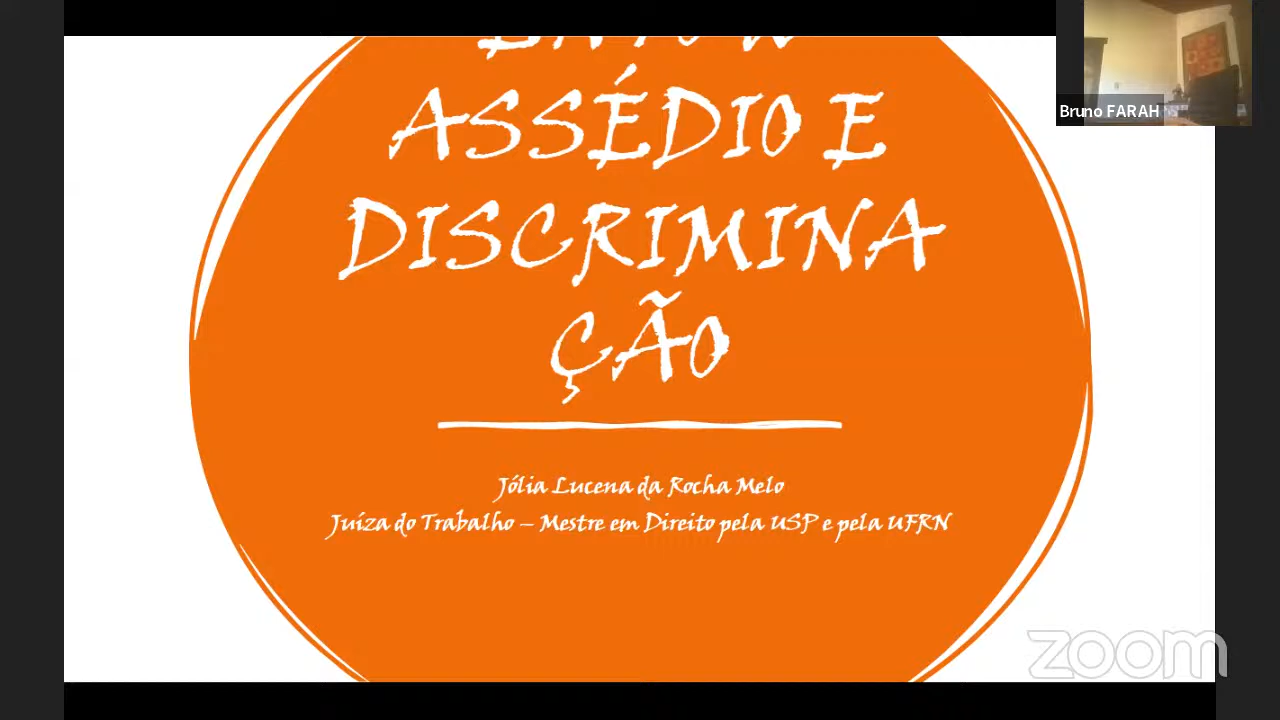 ASSÉDIO E
DISCRIMINA
ÇÃO
Jólia Lucena da Rocha Melo
Juíza do Trabalho – Mestre em Direito pela USP e pela UFRN
Bruno FARAH
zoom